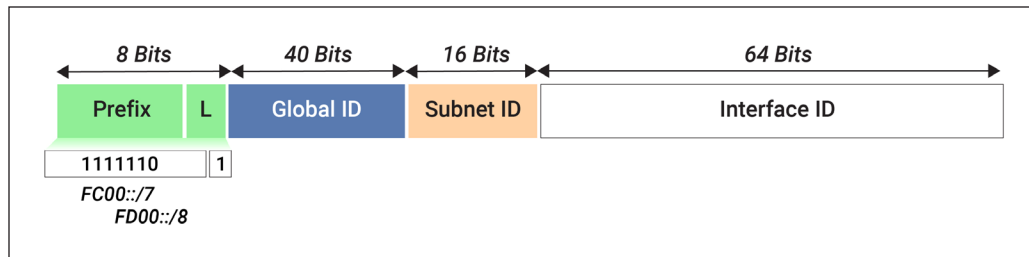 8 Bits 40 Bits 16 Bits 64 Bits
Prefix L Global ID Subnet ID Interface ID
1111110 1
FC00::/7
FD00::/8